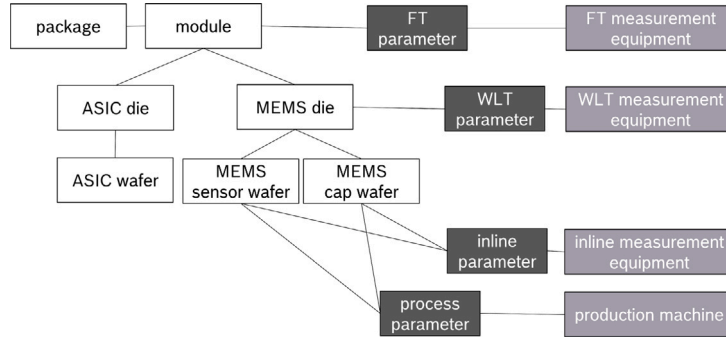 package
module
FT
parameter
FT measurement
equipment
ASIC die
MEMS die
WLT
parameter
WLT measurement
equipment
ASIC wafer
MEMS
sensor wafer
MEMS
cap wafer
inline
parameter
inline measurement
equipment
process
parameter
production machine